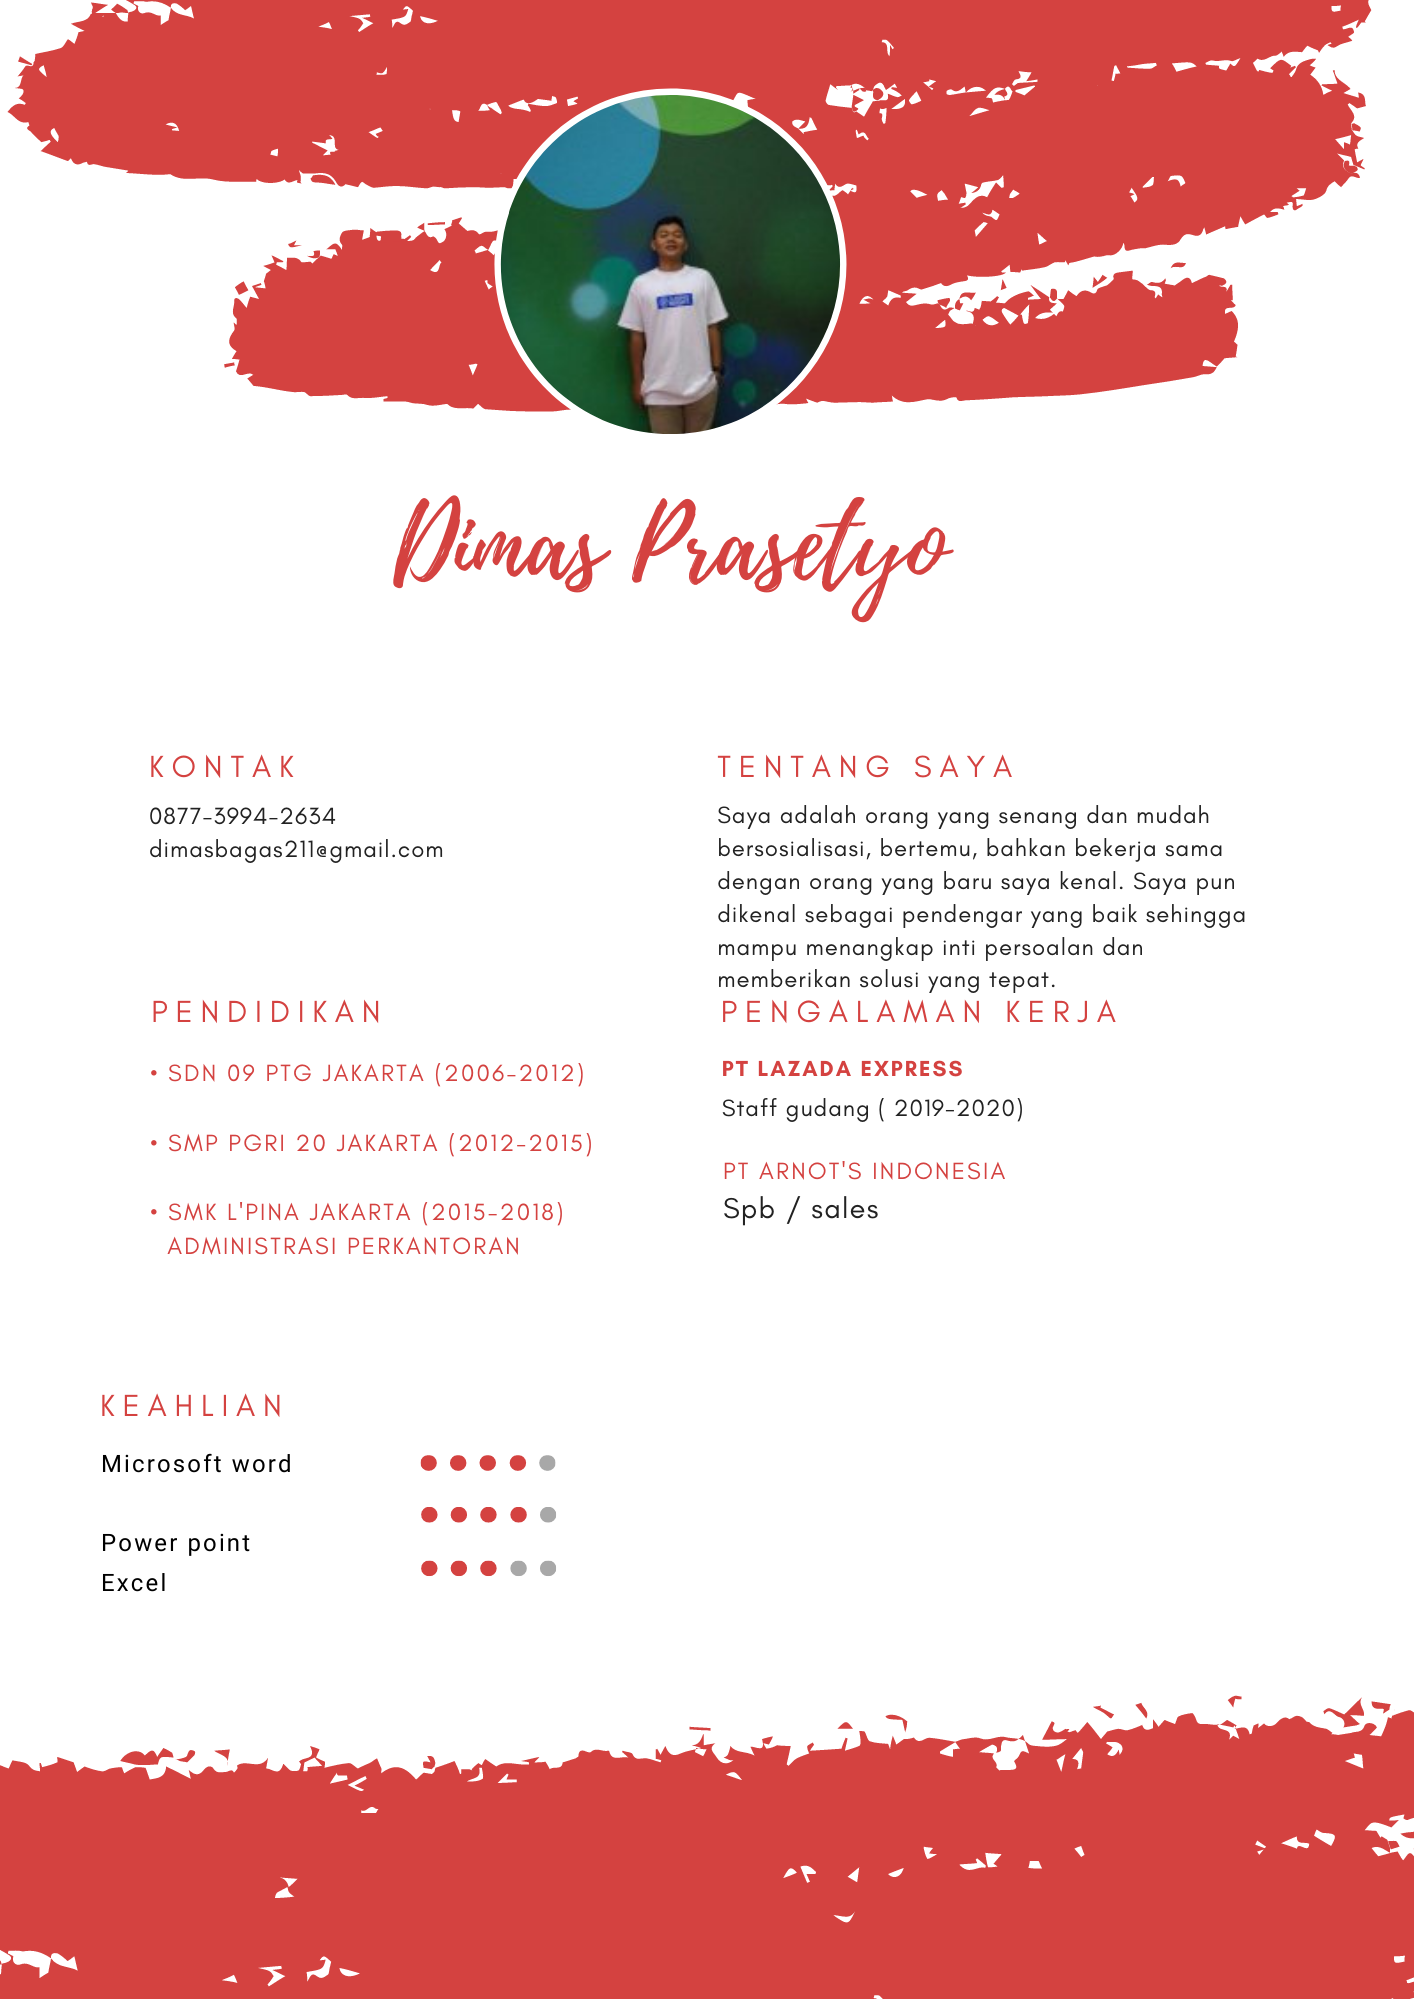 Dimas Prasetyo
KONTAK
0877-3994-2634
dimasbagas211@gmail.com
TENTANG SAYA
Saya adalah orang yang senang dan mudah
bersosialisasi, bertemu, bahkan bekerja sama
dengan orang yang baru saya kenal. Saya pun
dikenal sebagai pendengar yang baik sehingga
mampu menangkap inti persoalan dan
memberikan solusi yang tepat.
PENDIDIKAN
• SDN 09 PTG JAKARTA (2006-2012)
• SMP PGRI 20 JAKARTA (2012-2015)
• SMK L'PINA JAKARTA (2015-2018)
ADMINISTRASI PERKANTORAN
PENGALAMAN KERJA
PT LAZADA EXPRESS
Staff gudang ( 2019-2020)
PT ARNOT'S INDONESIA
Spb / sales
KEAHLIAN
Microsoft word
Power point
Excel